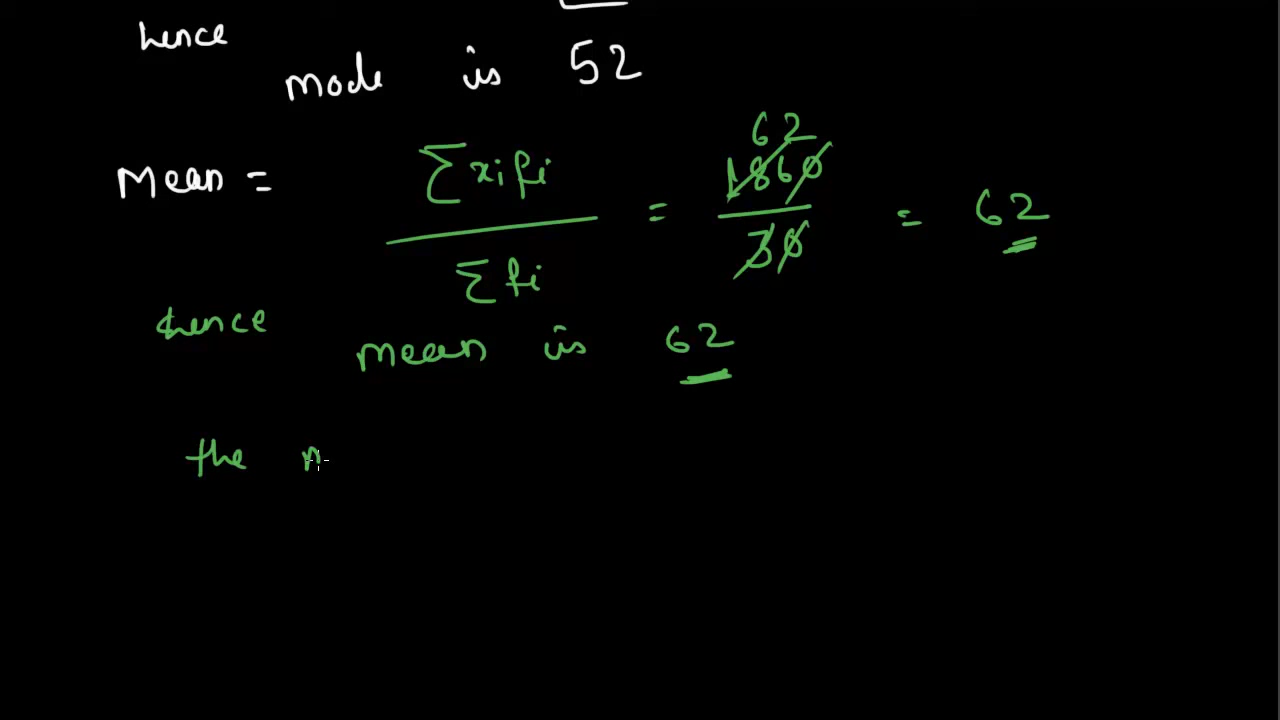 hence
mode is 52
Mean = Σxifi / Σfi = 1860 / 30 = 62
62
hence mean is 62
the n